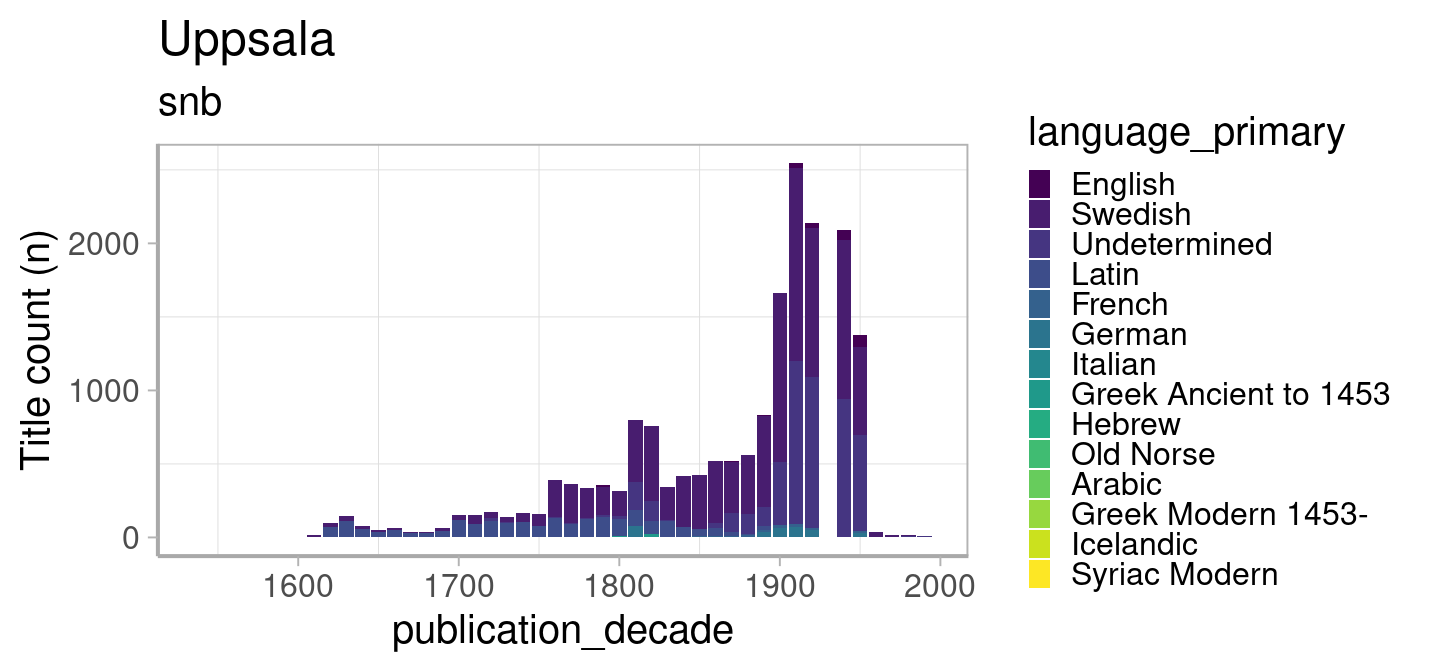 Uppsala
snb
Title count (n)
2000
1000
0
1600
1700
1800
1900
2000
publication_decade
language_primary
English
Swedish
Undetermined
Latin
French
German
Italian
Greek Ancient to 1453
Hebrew
Old Norse
Arabic
Greek Modern 1453-
Icelandic
Syriac Modern